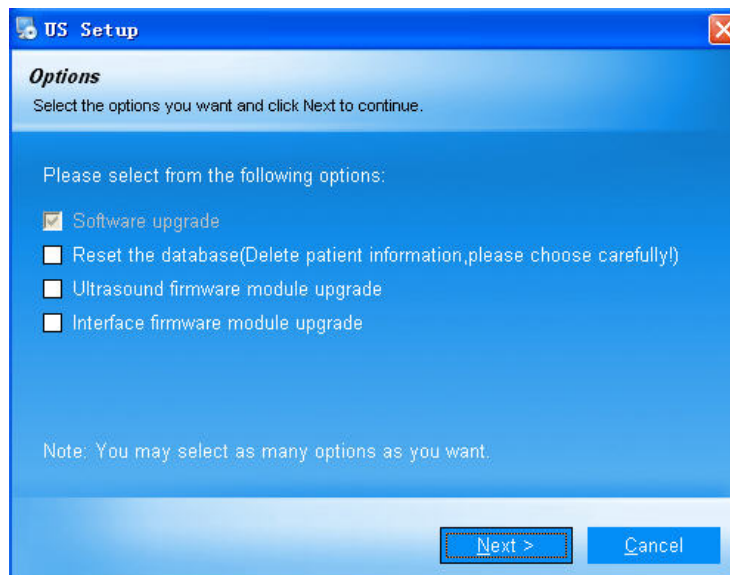 US Setup
Options
Select the options you want and click Next to continue.
Please select from the following options:
Software upgrade
Reset the database(Delete patient information,please choose carefully!)
Ultrasound firmware module upgrade
Interface firmware module upgrade
Note: You may select as many options as you want.
Next >
Cancel